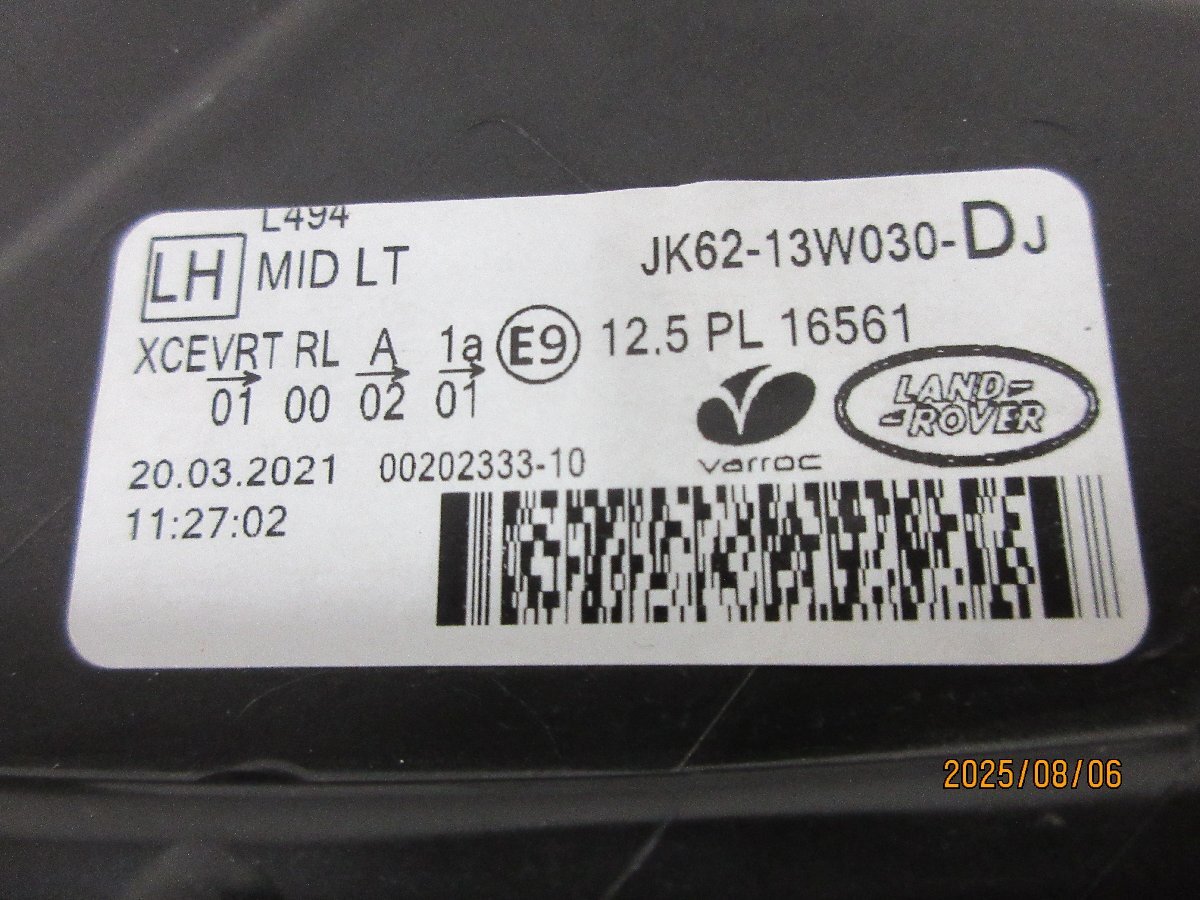 L494
LH MID LT JK62-13W030-DJ
XCEVRT RL A 1a E9 12.5 PL 16561
01 00 02 01
LAND-
-ROVER
varroc
20.03.2021 00202333-10
11:27:02
2025/08/06